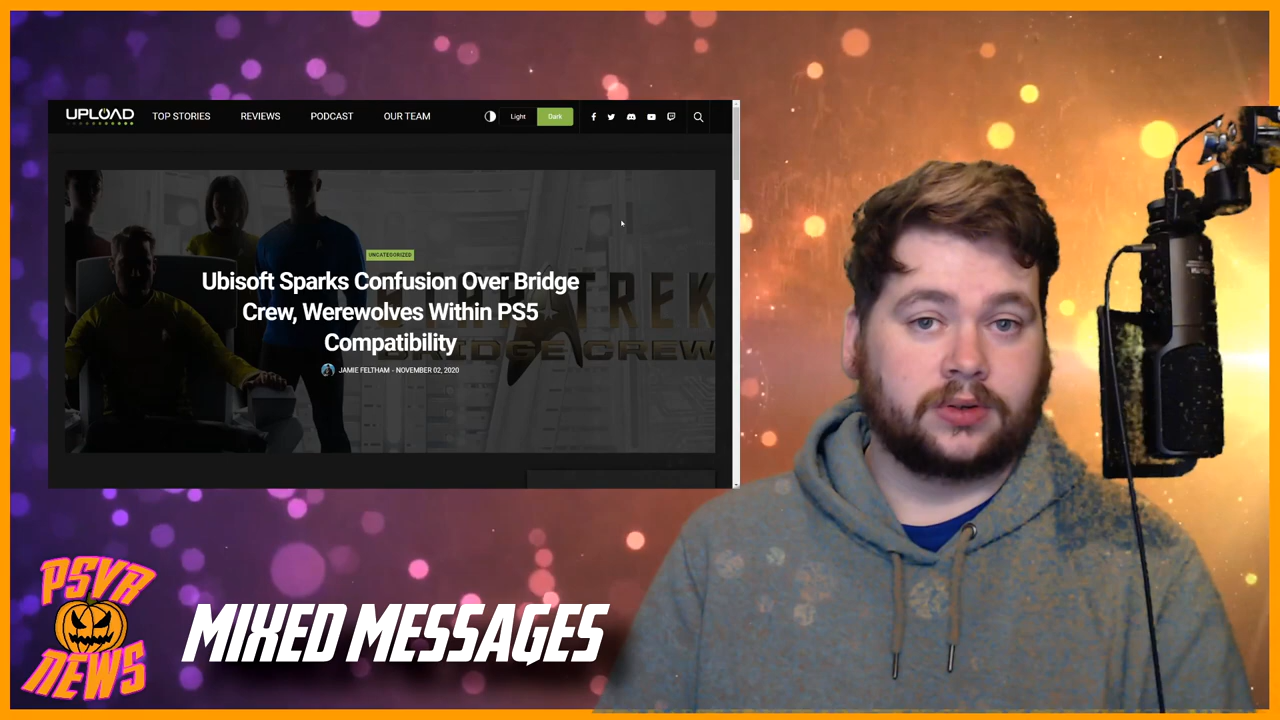 UPLOAD
TOP STORIES
REVIEWS
PODCAST
OUR TEAM
Light
Dark
UNCATEGORIZED
Ubisoft Sparks Confusion Over Bridge
Crew, Werewolves Within PS5
Compatibility
JAMIE FELTHAM - NOVEMBER 02, 2020
STAR TREK
BRIDGE CREW
PSVR
NEWS
MIXED MESSAGES